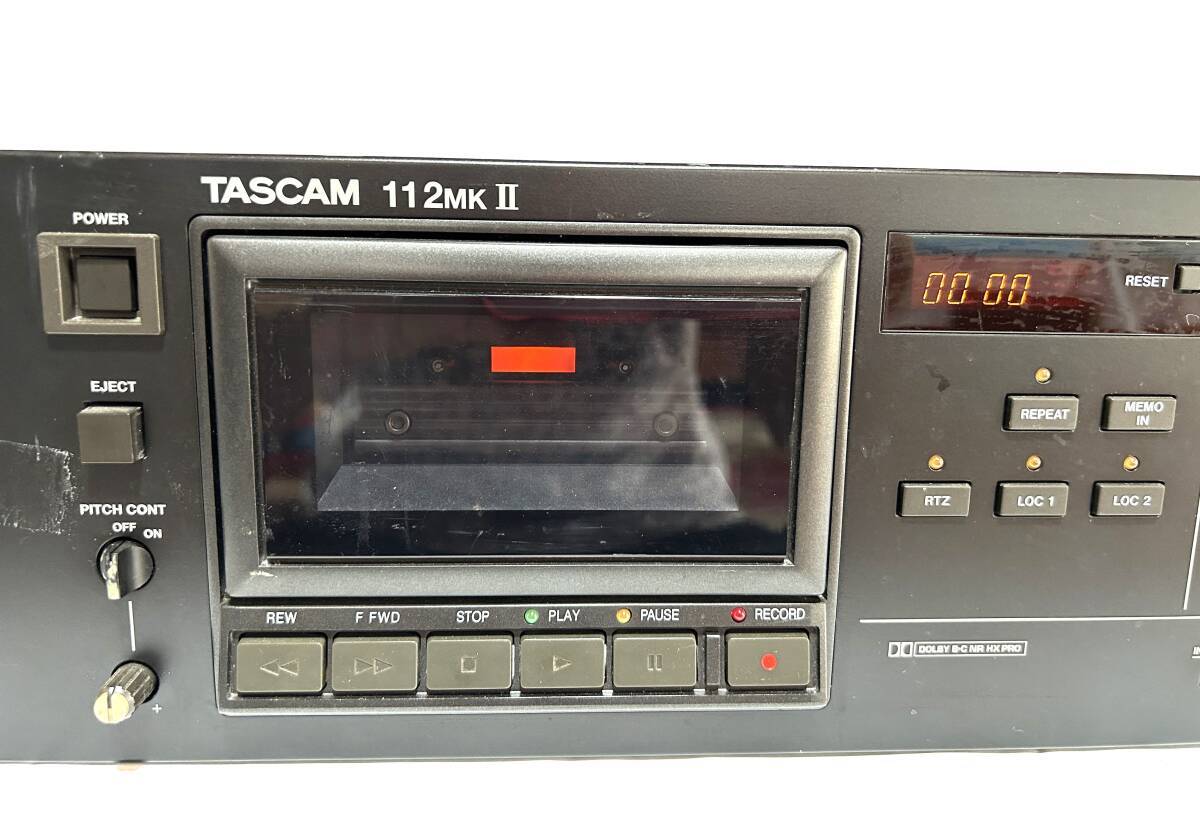 TASCAM 112MK II
POWER
00 00
RESET
EJECT
REPEAT
MEMO
IN
RTZ
LOC 1
LOC 2
PITCH CONT
OFF
ON
+
REW
F FWD
STOP
PLAY
PAUSE
RECORD
DOLBY B·C NR HX PRO